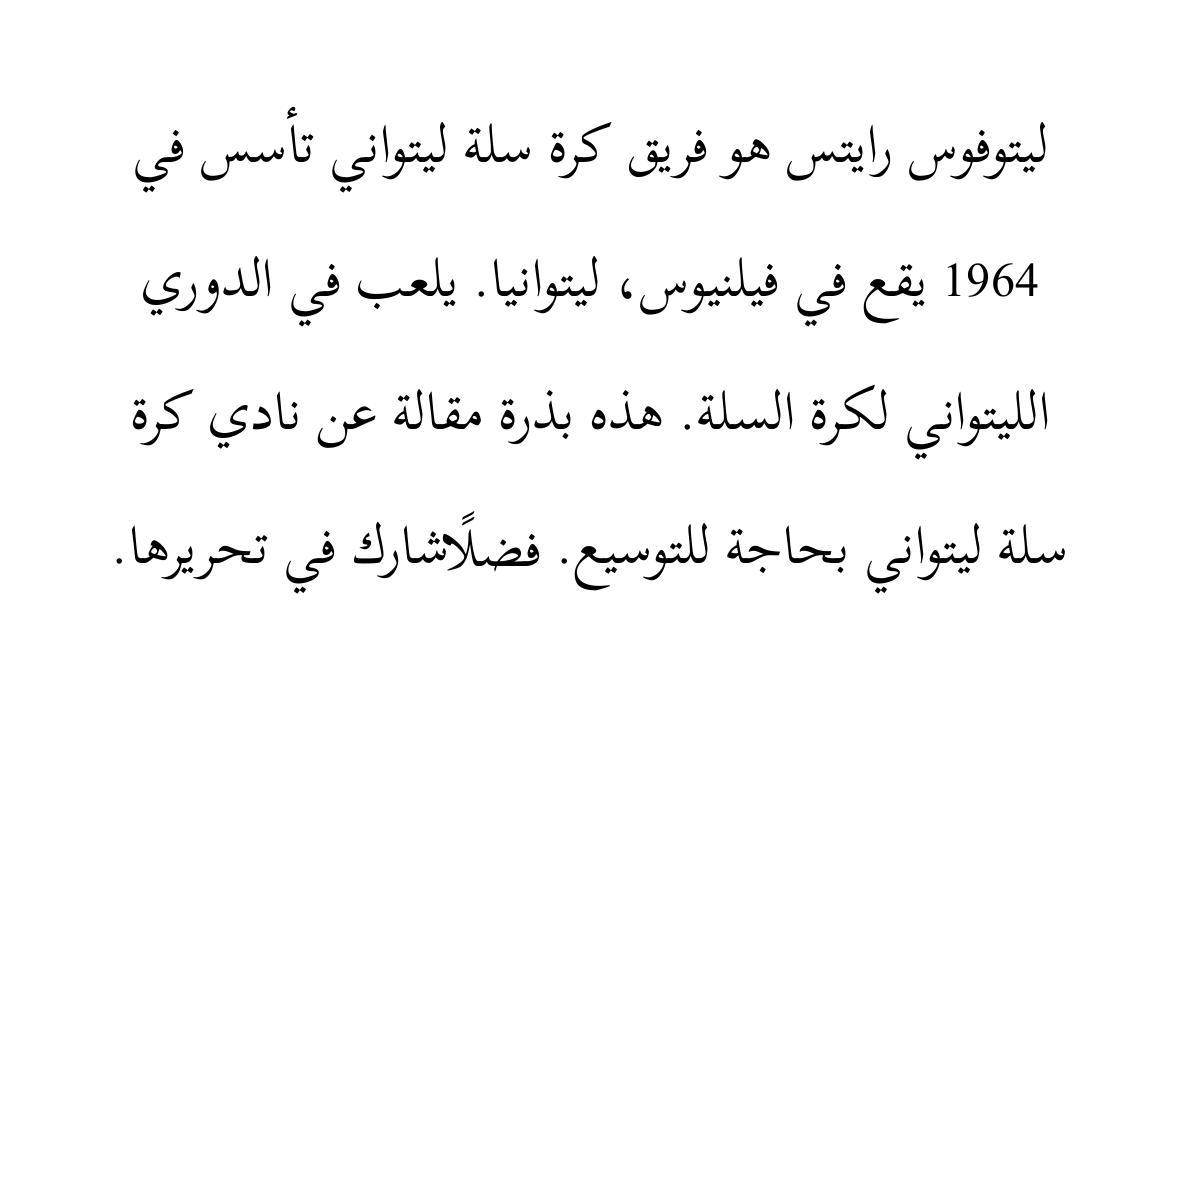 ليتوفوس رايتس هو فريق كرة سلة ليتواني تأسس في
1964 يقع في فيلنيوس، ليتوانيا. يلعب في الدوري
الليتواني لكرة السلة. هذه بذرة مقالة عن نادي كرة
سلة ليتواني بحاجة للتوسيع. فضلًاشارك في تحريرها.